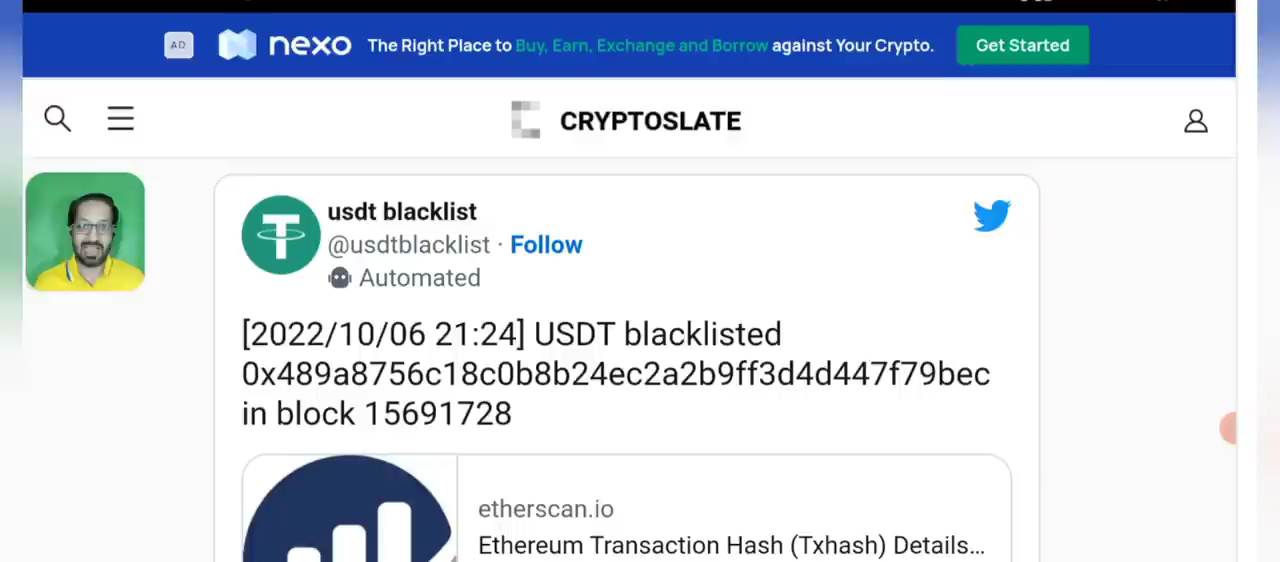 AD nexo The Right Place to Buy, Earn, Exchange and Borrow against Your Crypto. Get Started
CRYPTOSLATE
usdt blacklist
@usdtblacklist · Follow
Automated
[2022/10/06 21:24] USDT blacklisted
0x489a8756c18c0b8b24ec2a2b9ff3d4d447f79bec
in block 15691728
etherscan.io
Ethereum Transaction Hash (Txhash) Details...